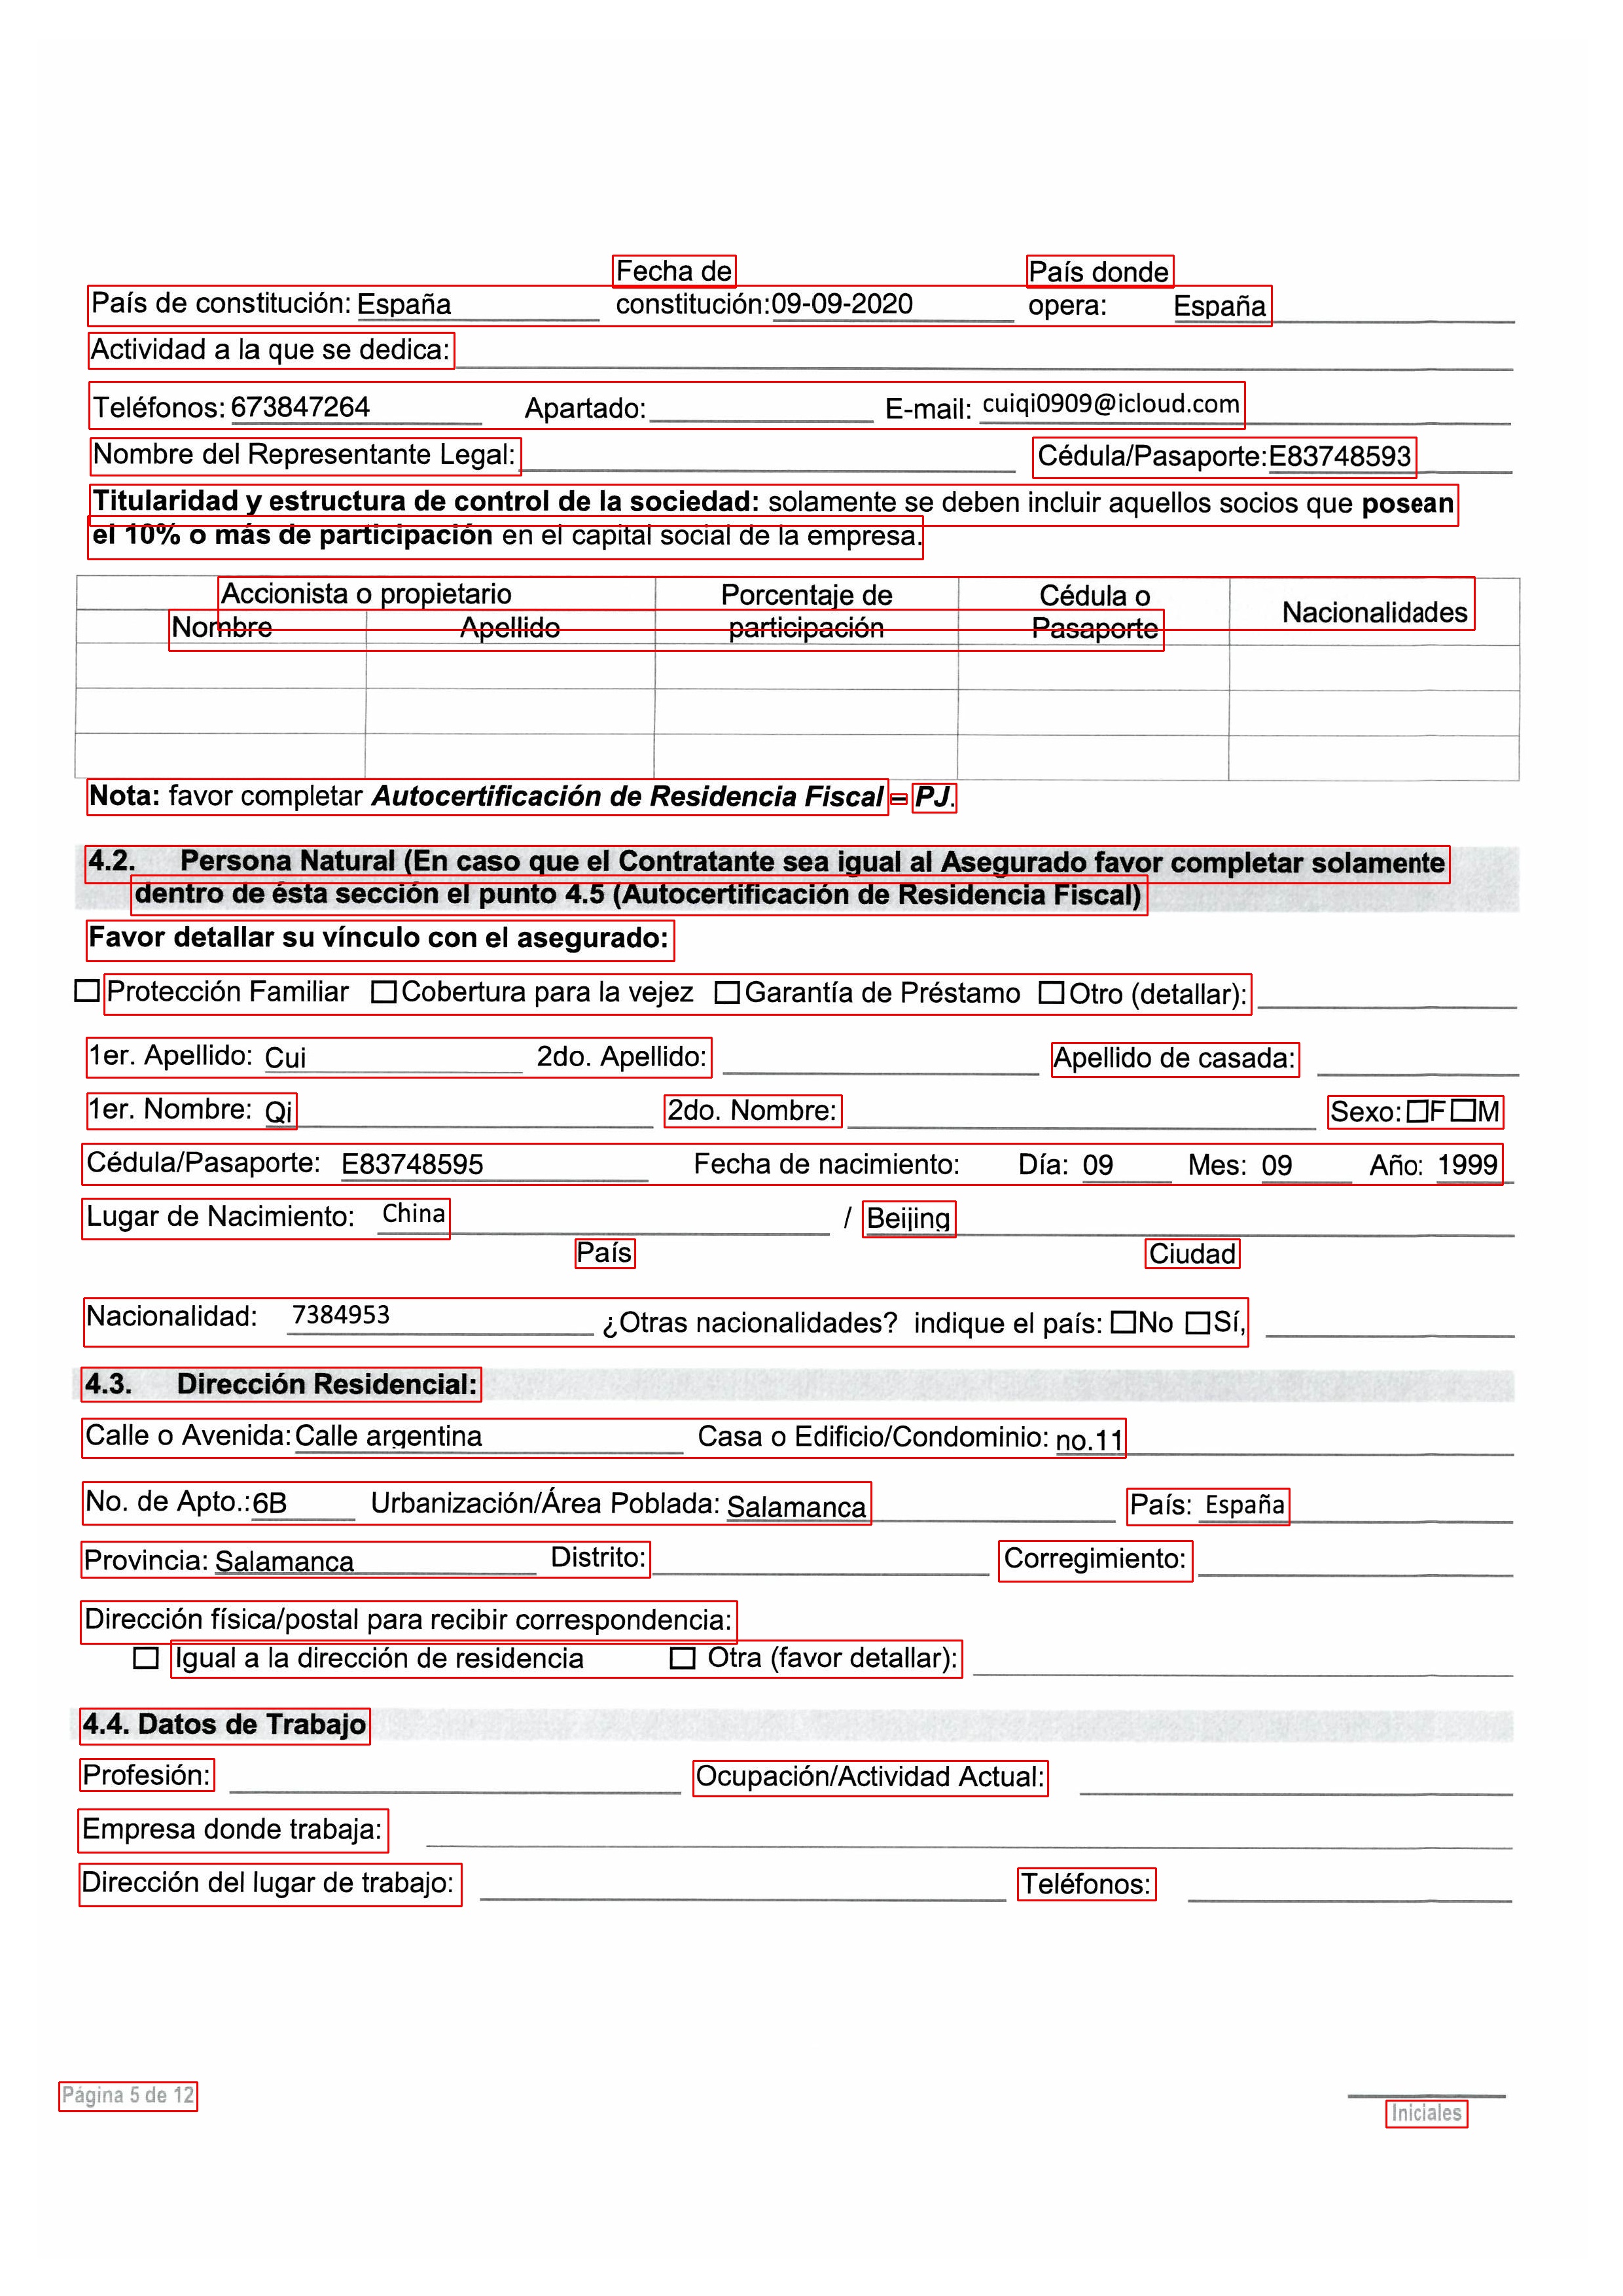 Fecha de País donde
País de constitución: España constitución: 09-09-2020 opera: España
Actividad a la que se dedica:
Teléfonos: 673847264 Apartado: E-mail: cuiqi0909@icloud.com
Nombre del Representante Legal: Cédula/Pasaporte: E83748593
Titularidad y estructura de control de la sociedad: solamente se deben incluir aquellos socios que posean
el 10% o más de participación en el capital social de la empresa.
Accionista o propietario Porcentaje de Cédula o Nacionalidades
Nombre Apellido participación Pasaporte
Nota: favor completar Autocertificación de Residencia Fiscal – PJ.
4.2. Persona Natural (En caso que el Contratante sea igual al Asegurado favor completar solamente
dentro de ésta sección el punto 4.5 (Autocertificación de Residencia Fiscal)
Favor detallar su vínculo con el asegurado:
☐ Protección Familiar ☐ Cobertura para la vejez ☐ Garantía de Préstamo ☐ Otro (detallar):
1er. Apellido: Cui 2do. Apellido: Apellido de casada:
1er. Nombre: Qi 2do. Nombre: Sexo: ☐F ☐M
Cédula/Pasaporte: E83748595 Fecha de nacimiento: Día: 09 Mes: 09 Año: 1999
Lugar de Nacimiento: China / Beijing
País Ciudad
Nacionalidad: 7384953 ¿Otras nacionalidades? indique el país: ☐No ☐Sí,
4.3. Dirección Residencial:
Calle o Avenida: Calle argentina Casa o Edificio/Condominio: no.11
No. de Apto.: 6B Urbanización/Área Poblada: Salamanca País: España
Provincia: Salamanca Distrito: Corregimiento:
Dirección física/postal para recibir correspondencia:
☐ Igual a la dirección de residencia ☐ Otra (favor detallar):
4.4. Datos de Trabajo
Profesión: Ocupación/Actividad Actual:
Empresa donde trabaja:
Dirección del lugar de trabajo: Teléfonos:
Página 5 de 12
Iniciales